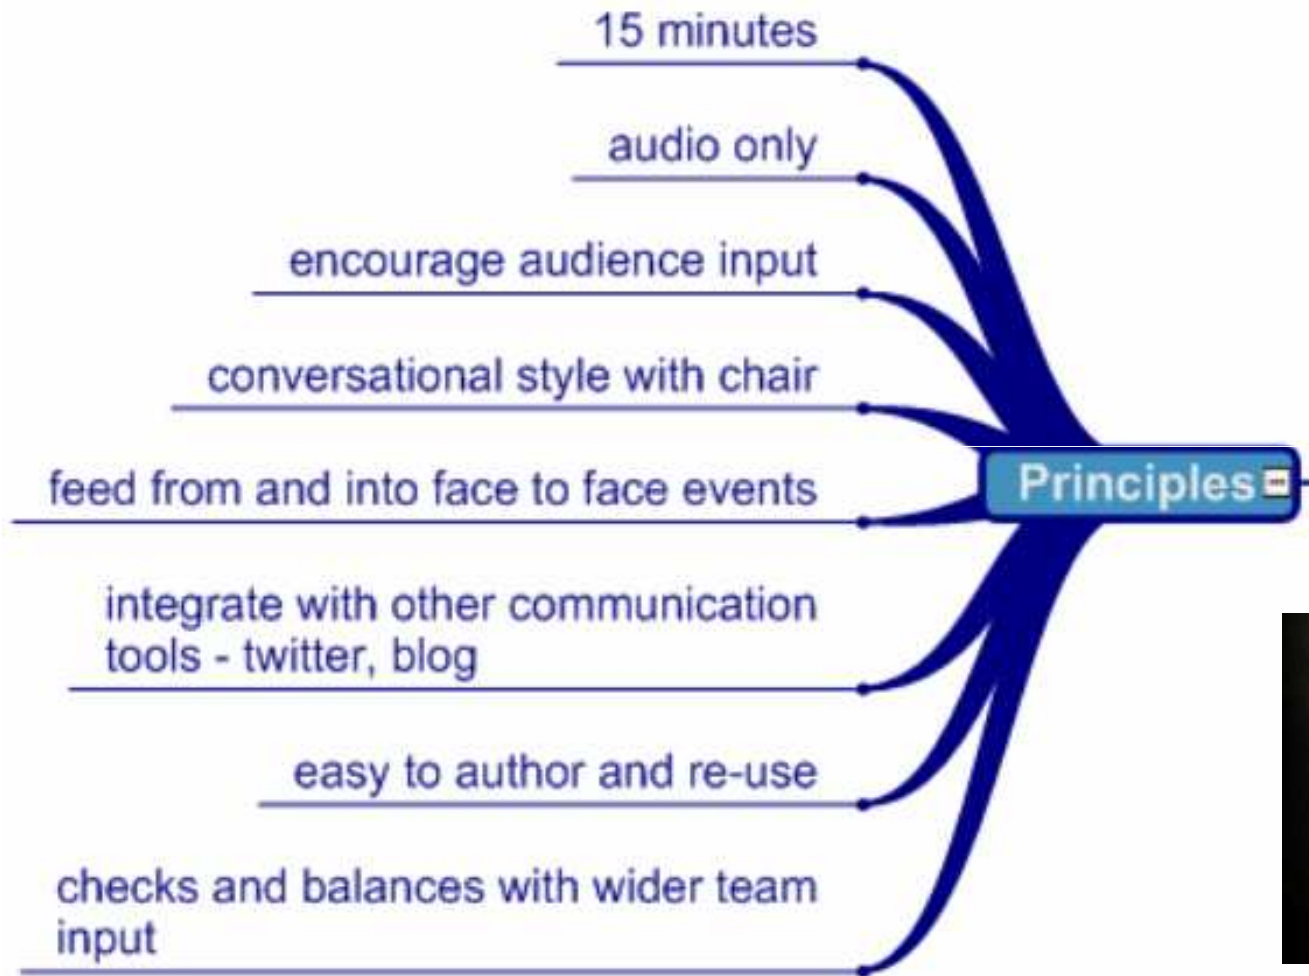 15 minutes
audio only
encourage audience input
conversational style with chair
feed from and into face to face events
Principles
integrate with other communication
tools - twitter, blog
easy to author and re-use
checks and balances with wider team
input